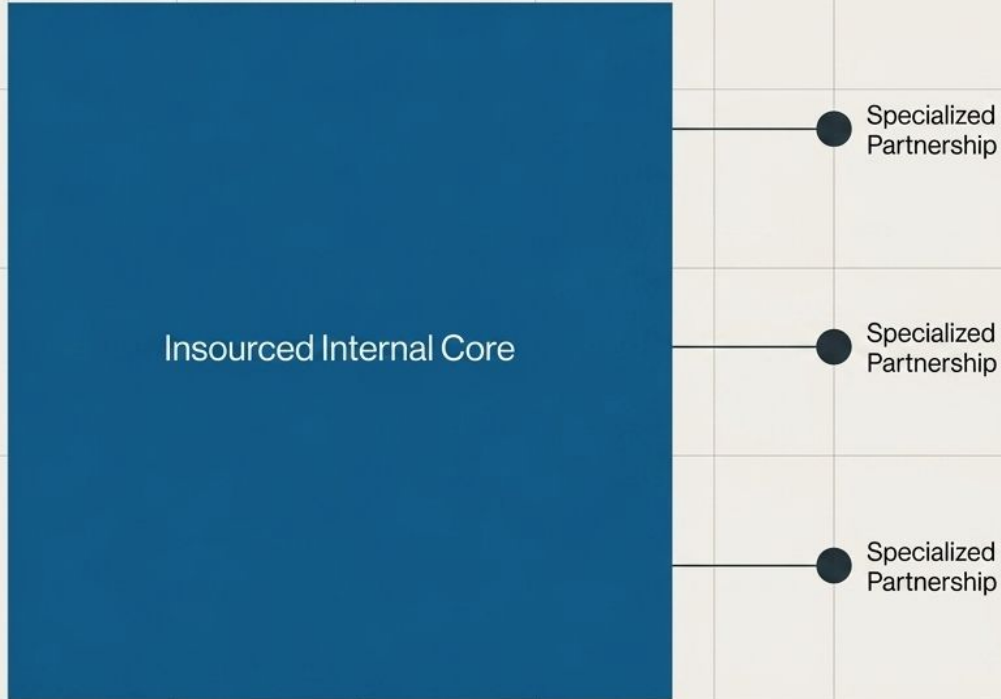 Specialized
Partnership
Insourced Internal Core
Specialized
Partnership
Specialized
Partnership